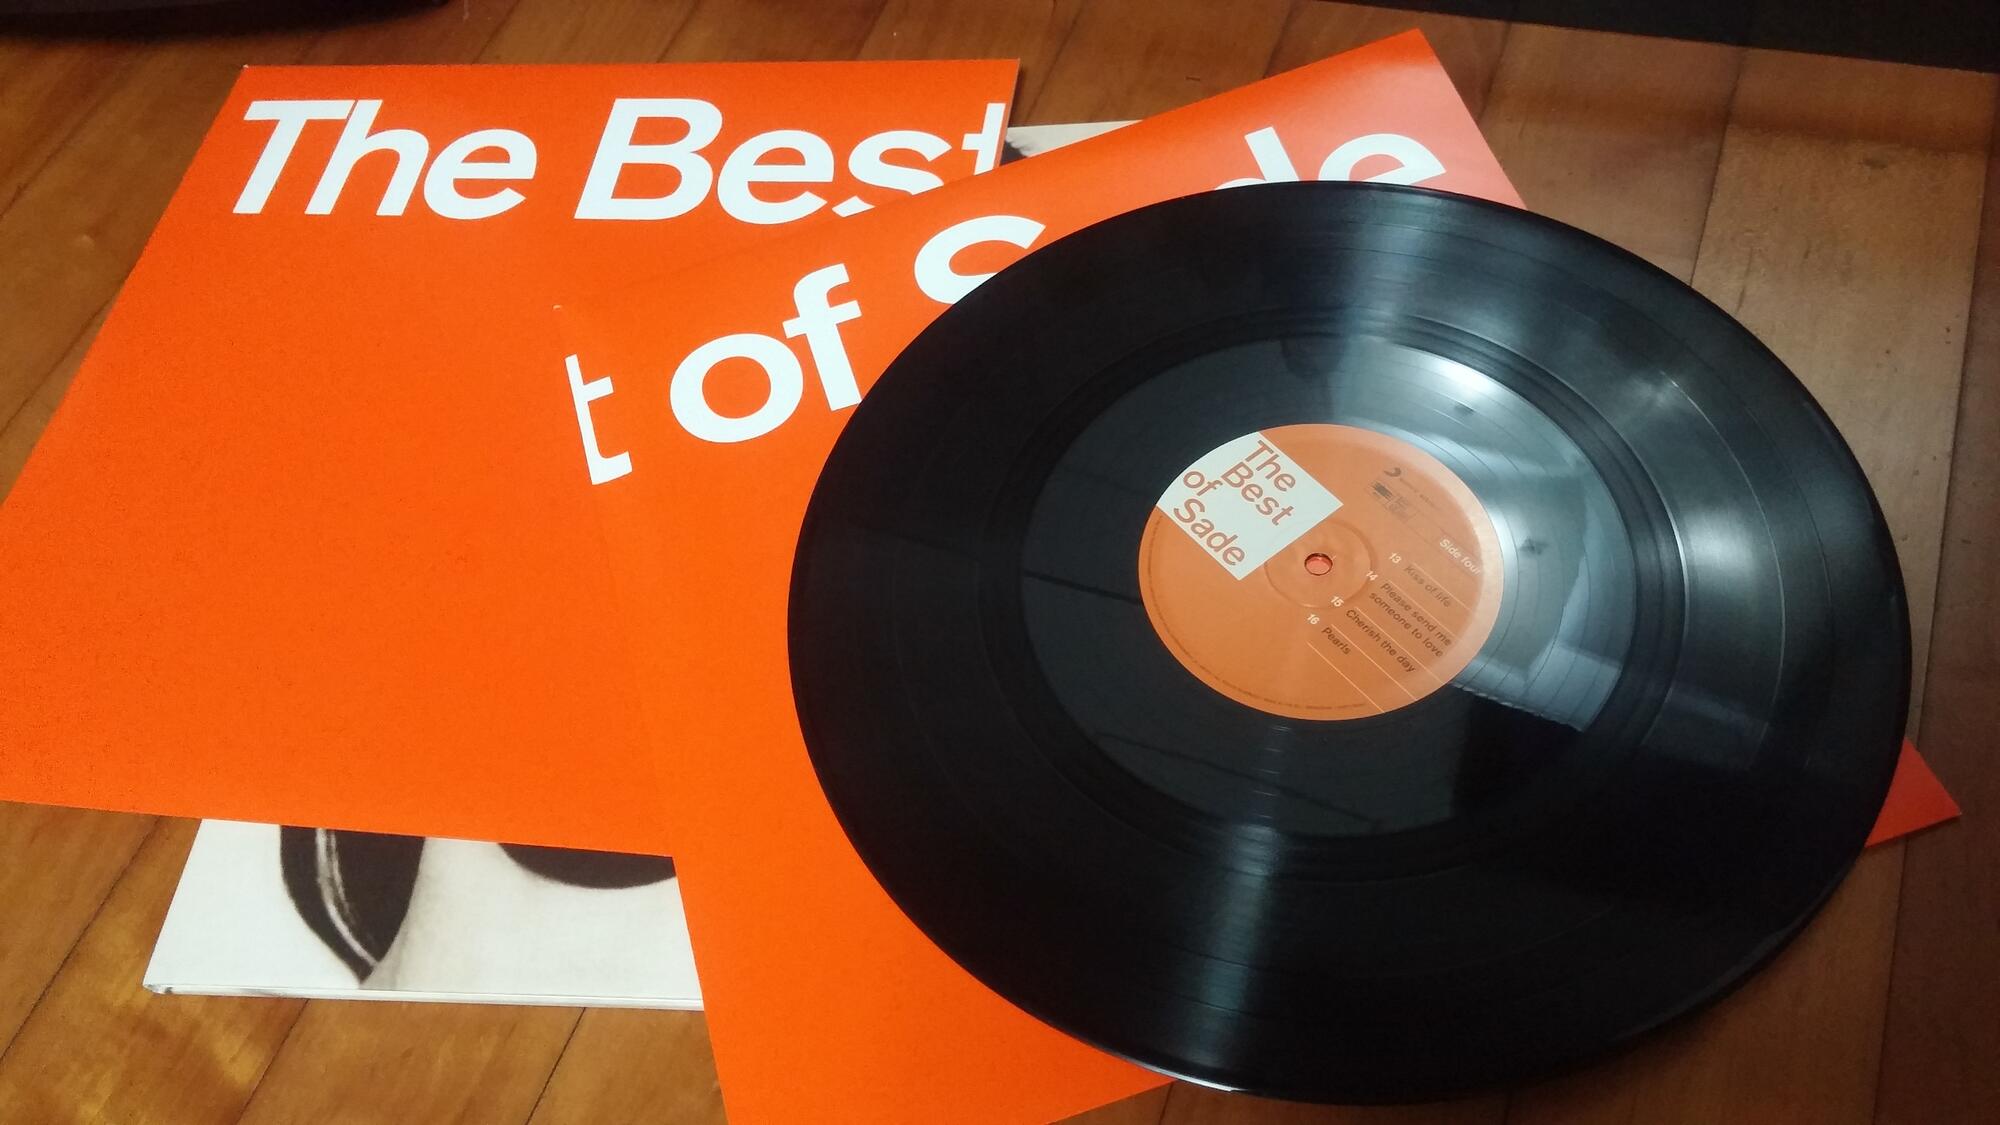 The Best
t of S de
The
Best
of
Sade
Side four
13 Kiss of life
14 Please send me
someone to love
15 Cherish the day
16 Pearls